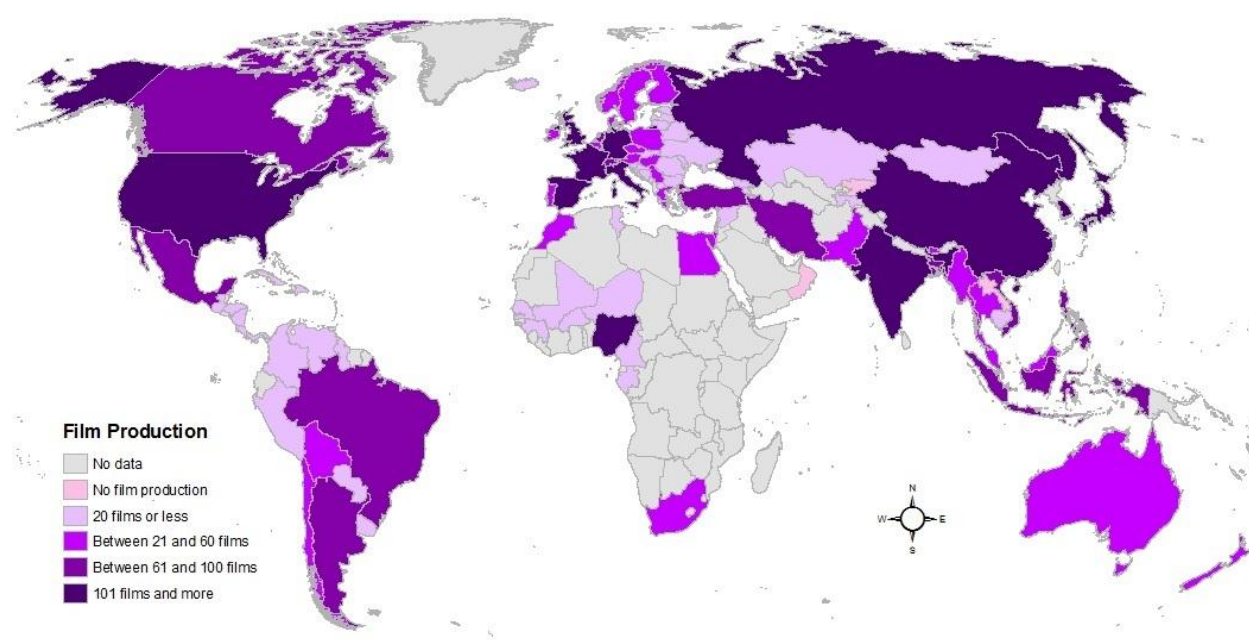 Film Production
No data
No film production
20 films or less
Between 21 and 60 films
Between 61 and 100 films
101 films and more
N
W
E
S